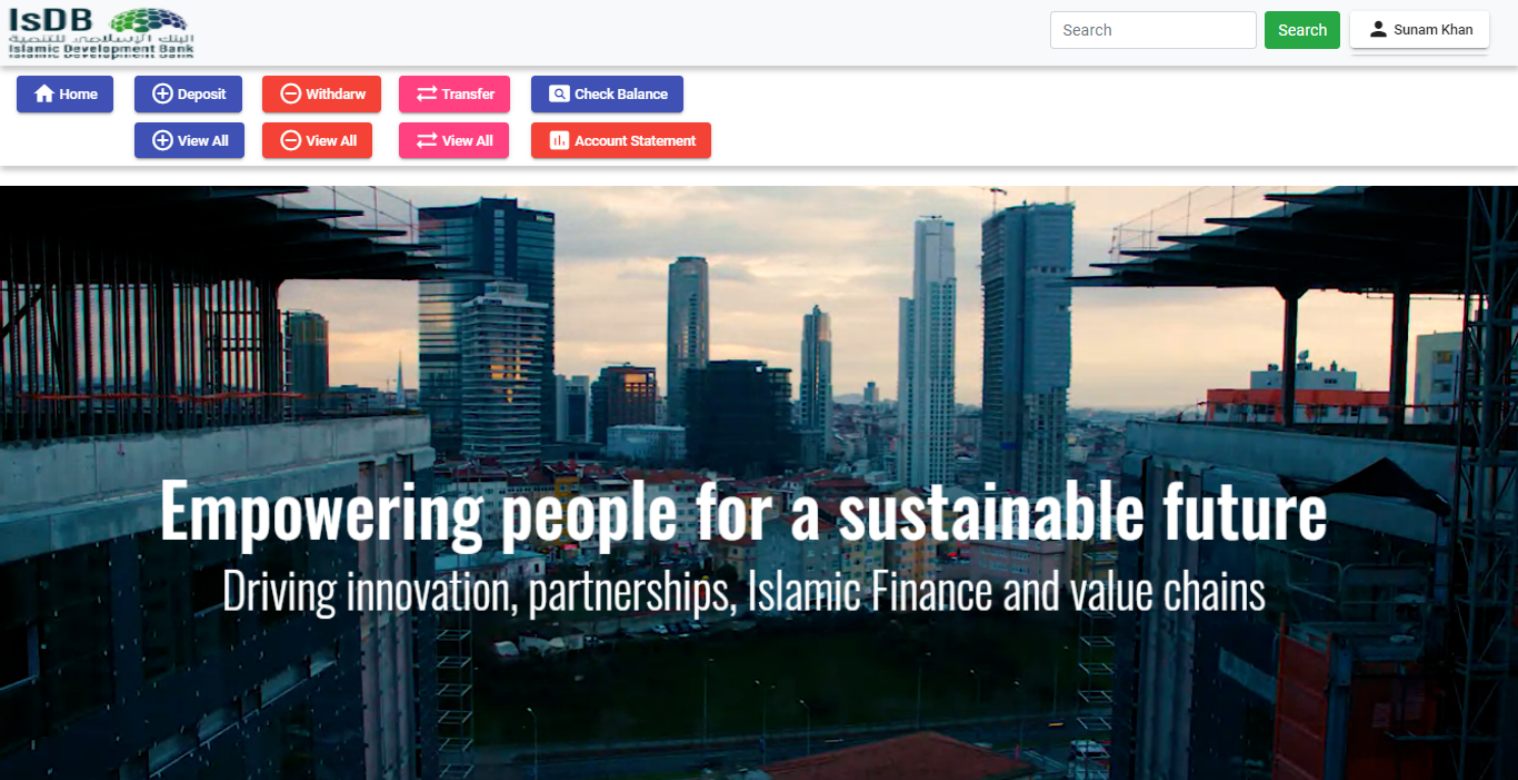 IsDB
البنك الإسلامي للتنمية
Islamic Development Bank
Search
Search
Sunam Khan
Home
Deposit
Withdarw
Transfer
Check Balance
View All
View All
View All
Account Statement
Empowering people for a sustainable future
Driving innovation, partnerships, Islamic Finance and value chains